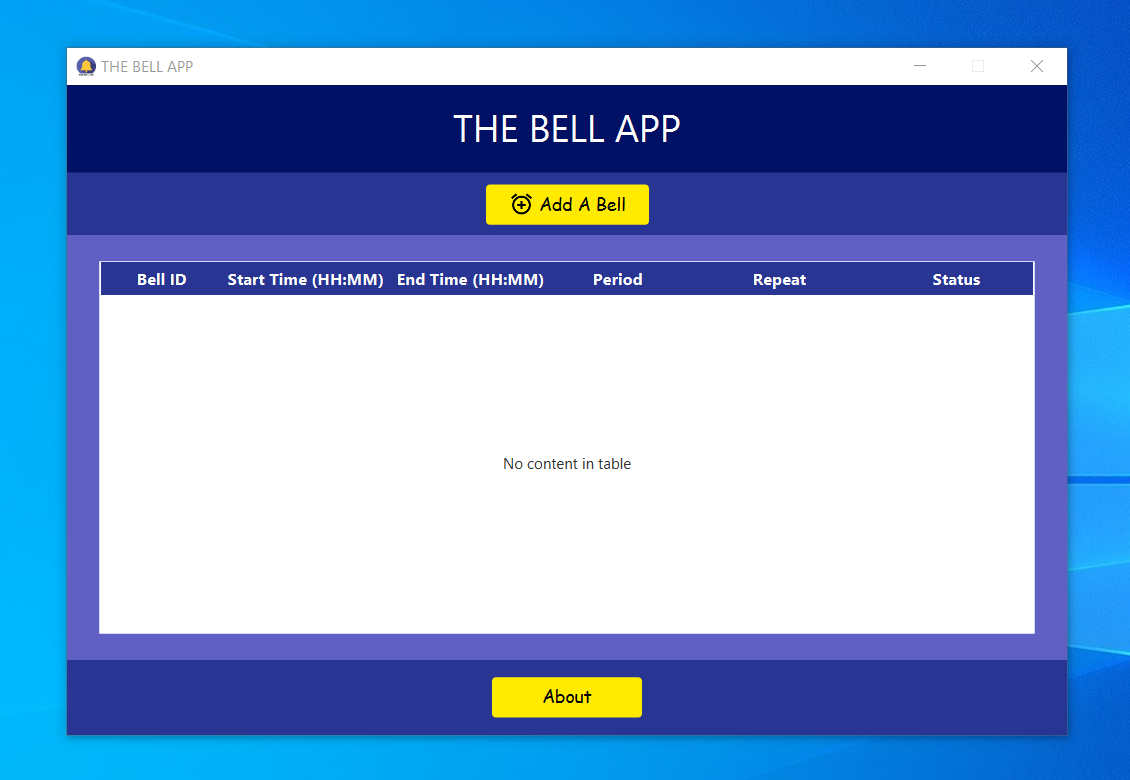 THE BELL APP
THE BELL APP
Add A Bell
Bell ID Start Time (HH:MM) End Time (HH:MM) Period Repeat Status
No content in table
About